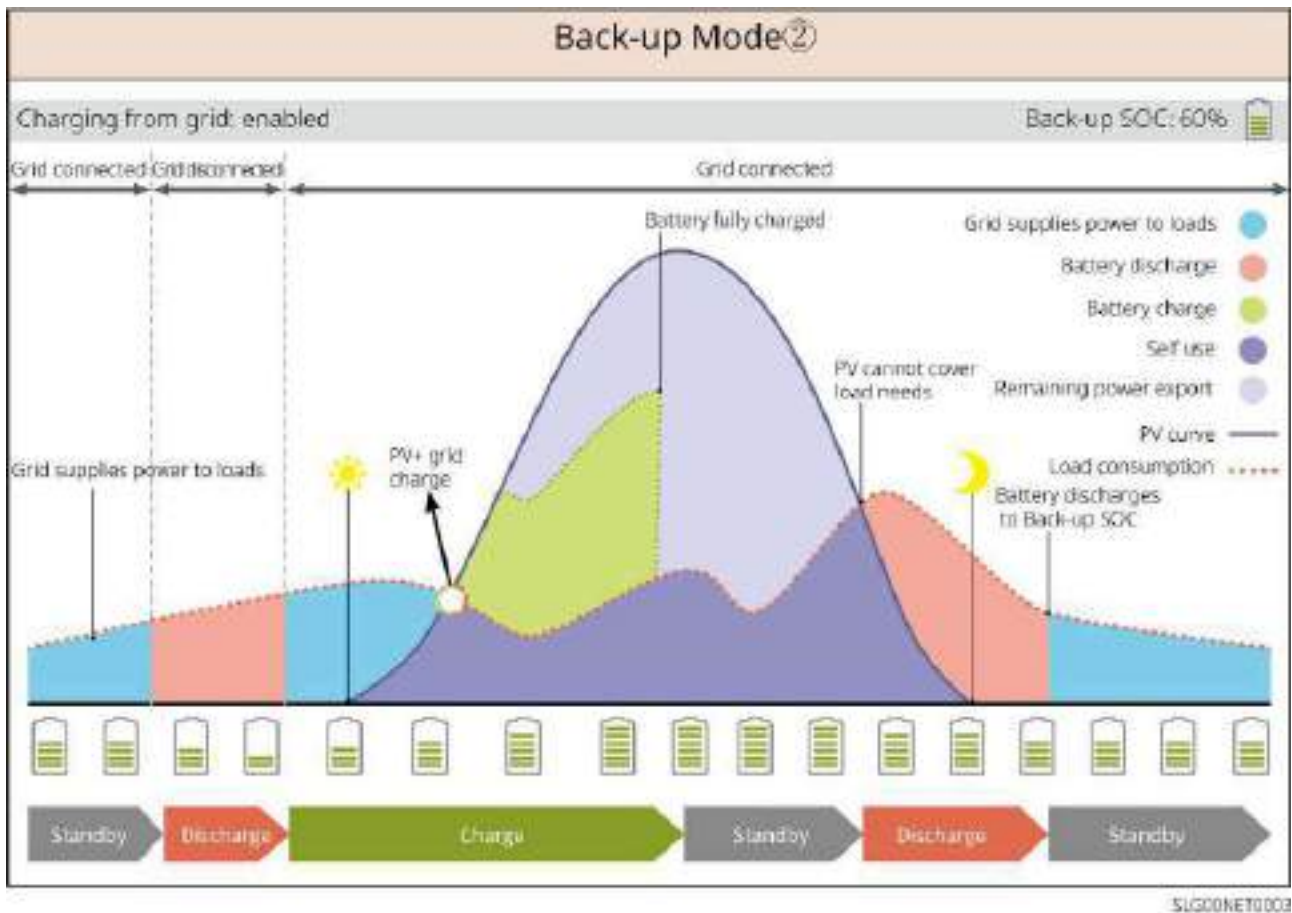 Back-up Mode②
Charging from grid: enabled
Back-up SOC: 60%
Grid connected
Grid disconnected
Grid connected
Battery fully charged
Grid supplies power to loads
Battery discharge
Battery charge
Self use
Remaining power export
PV curve
Load consumption
PV cannot cover
load needs
Grid supplies power to loads
PV+ grid
charge
Battery discharges
to Back-up SOC
Standby
Discharge
Charge
Standby
Discharge
Standby
SLG00NET0003